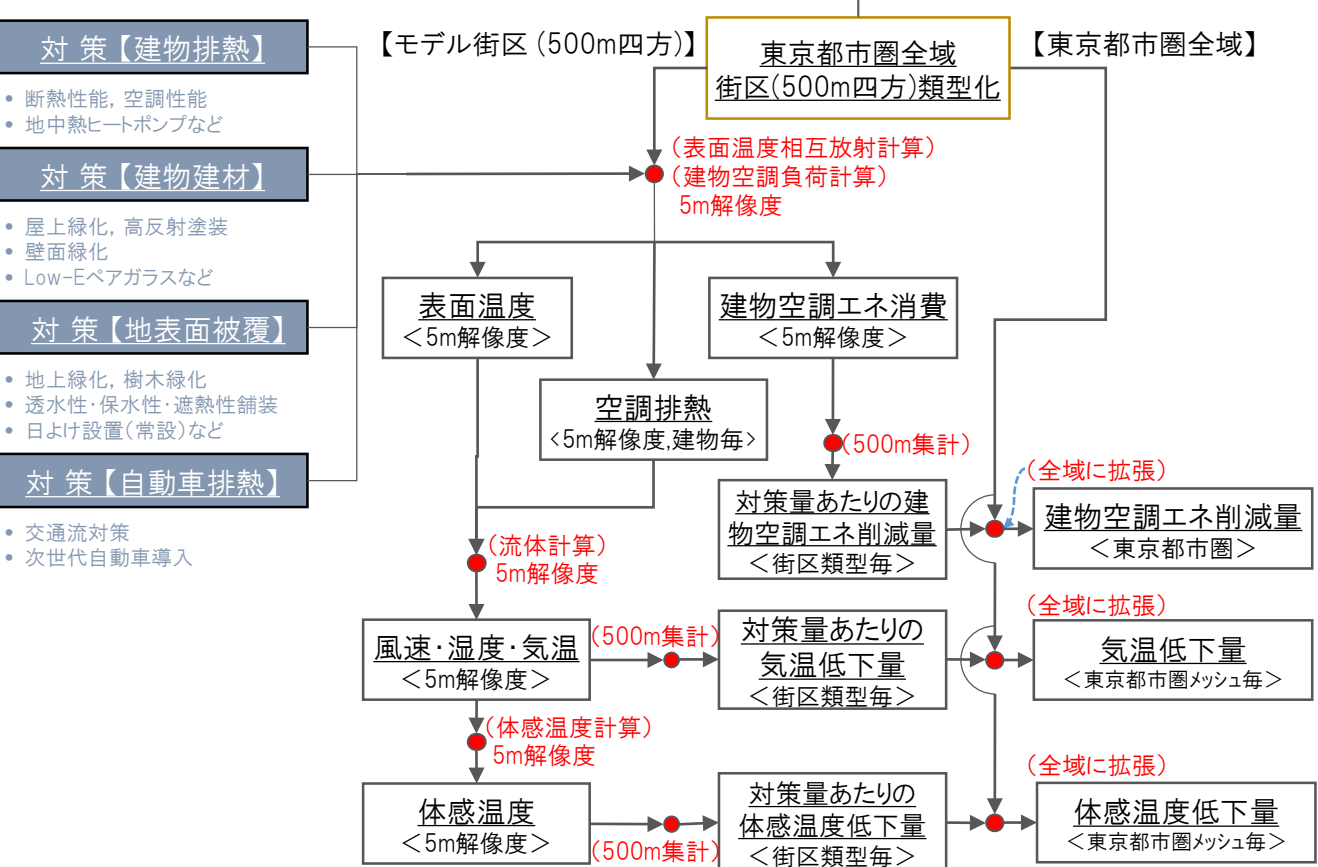 対 策【建物排熱】
• 断熱性能, 空調性能
• 地中熱ヒートポンプなど
対 策【建物建材】
• 屋上緑化, 高反射塗装
• 壁面緑化
• Low-Eペアガラスなど
対 策【地表面被覆】
• 地上緑化, 樹木緑化
• 透水性・保水性・遮熱性舗装
• 日よけ設置(常設)など
対 策【自動車排熱】
• 交通流対策
• 次世代自動車導入
【モデル街区 (500m四方)】
東京都市圏全域
街区(500m四方)類型化
【東京都市圏全域】
(表面温度相互放射計算)
(建物空調負荷計算)
5m解像度
表面温度
<5m解像度>
建物空調エネ消費
<5m解像度>
空調排熱
<5m解像度,建物毎>
(500m集計)
対策量あたりの建
物空調エネ削減量
<街区類型毎>
(全域に拡張)
建物空調エネ削減量
<東京都市圏>
(流体計算)
5m解像度
風速・湿度・気温
<5m解像度>
(500m集計)
対策量あたりの
気温低下量
<街区類型毎>
(全域に拡張)
気温低下量
<東京都市圏メッシュ毎>
(体感温度計算)
5m解像度
体感温度
<5m解像度>
(500m集計)
対策量あたりの
体感温度低下量
<街区類型毎>
(全域に拡張)
体感温度低下量
<東京都市圏メッシュ毎>